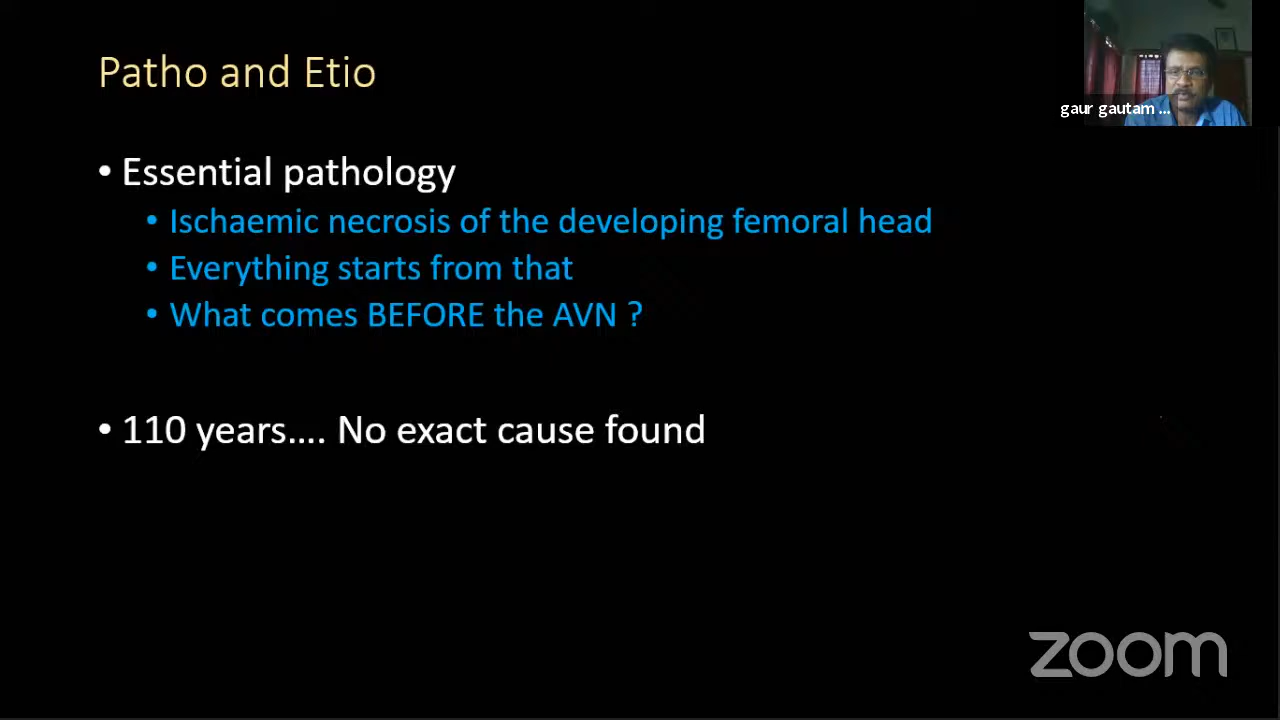 Patho and Etio
gaur gautam ...
• Essential pathology
• Ischaemic necrosis of the developing femoral head
• Everything starts from that
• What comes BEFORE the AVN ?
• 110 years.... No exact cause found
zoom